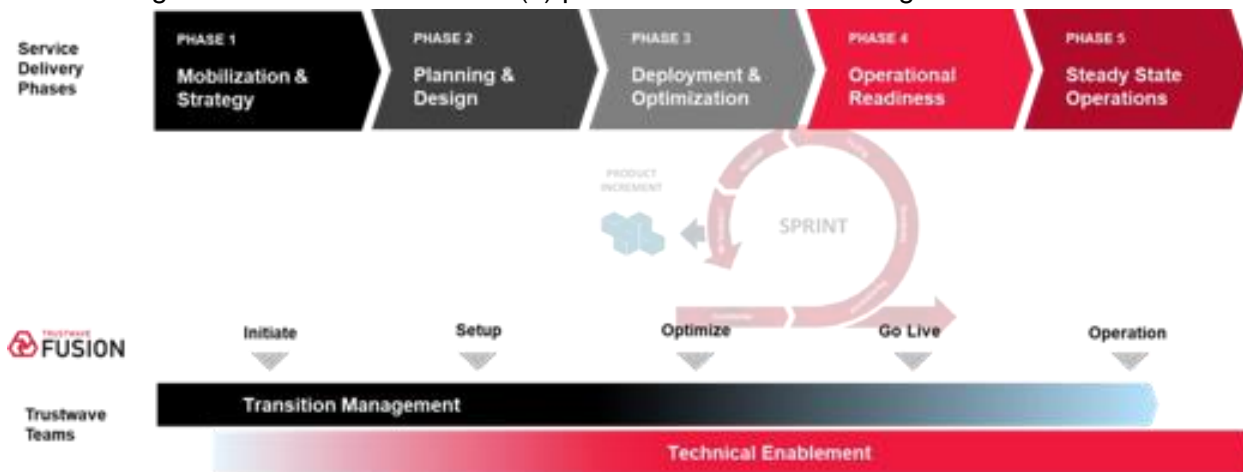 Service
Delivery
Phases
PHASE 1
Mobilization &
Strategy
PHASE 2
Planning &
Design
PHASE 3
Deployment &
Optimization
PHASE 4
Operational
Readiness
PHASE 5
Steady State
Operations
PRODUCT
INCREMENT
SPRINT
TRUSTWAVE
FUSION
Initiate
Setup
Optimize
Go Live
Operation
Trustwave
Teams
Transition Management
Technical Enablement